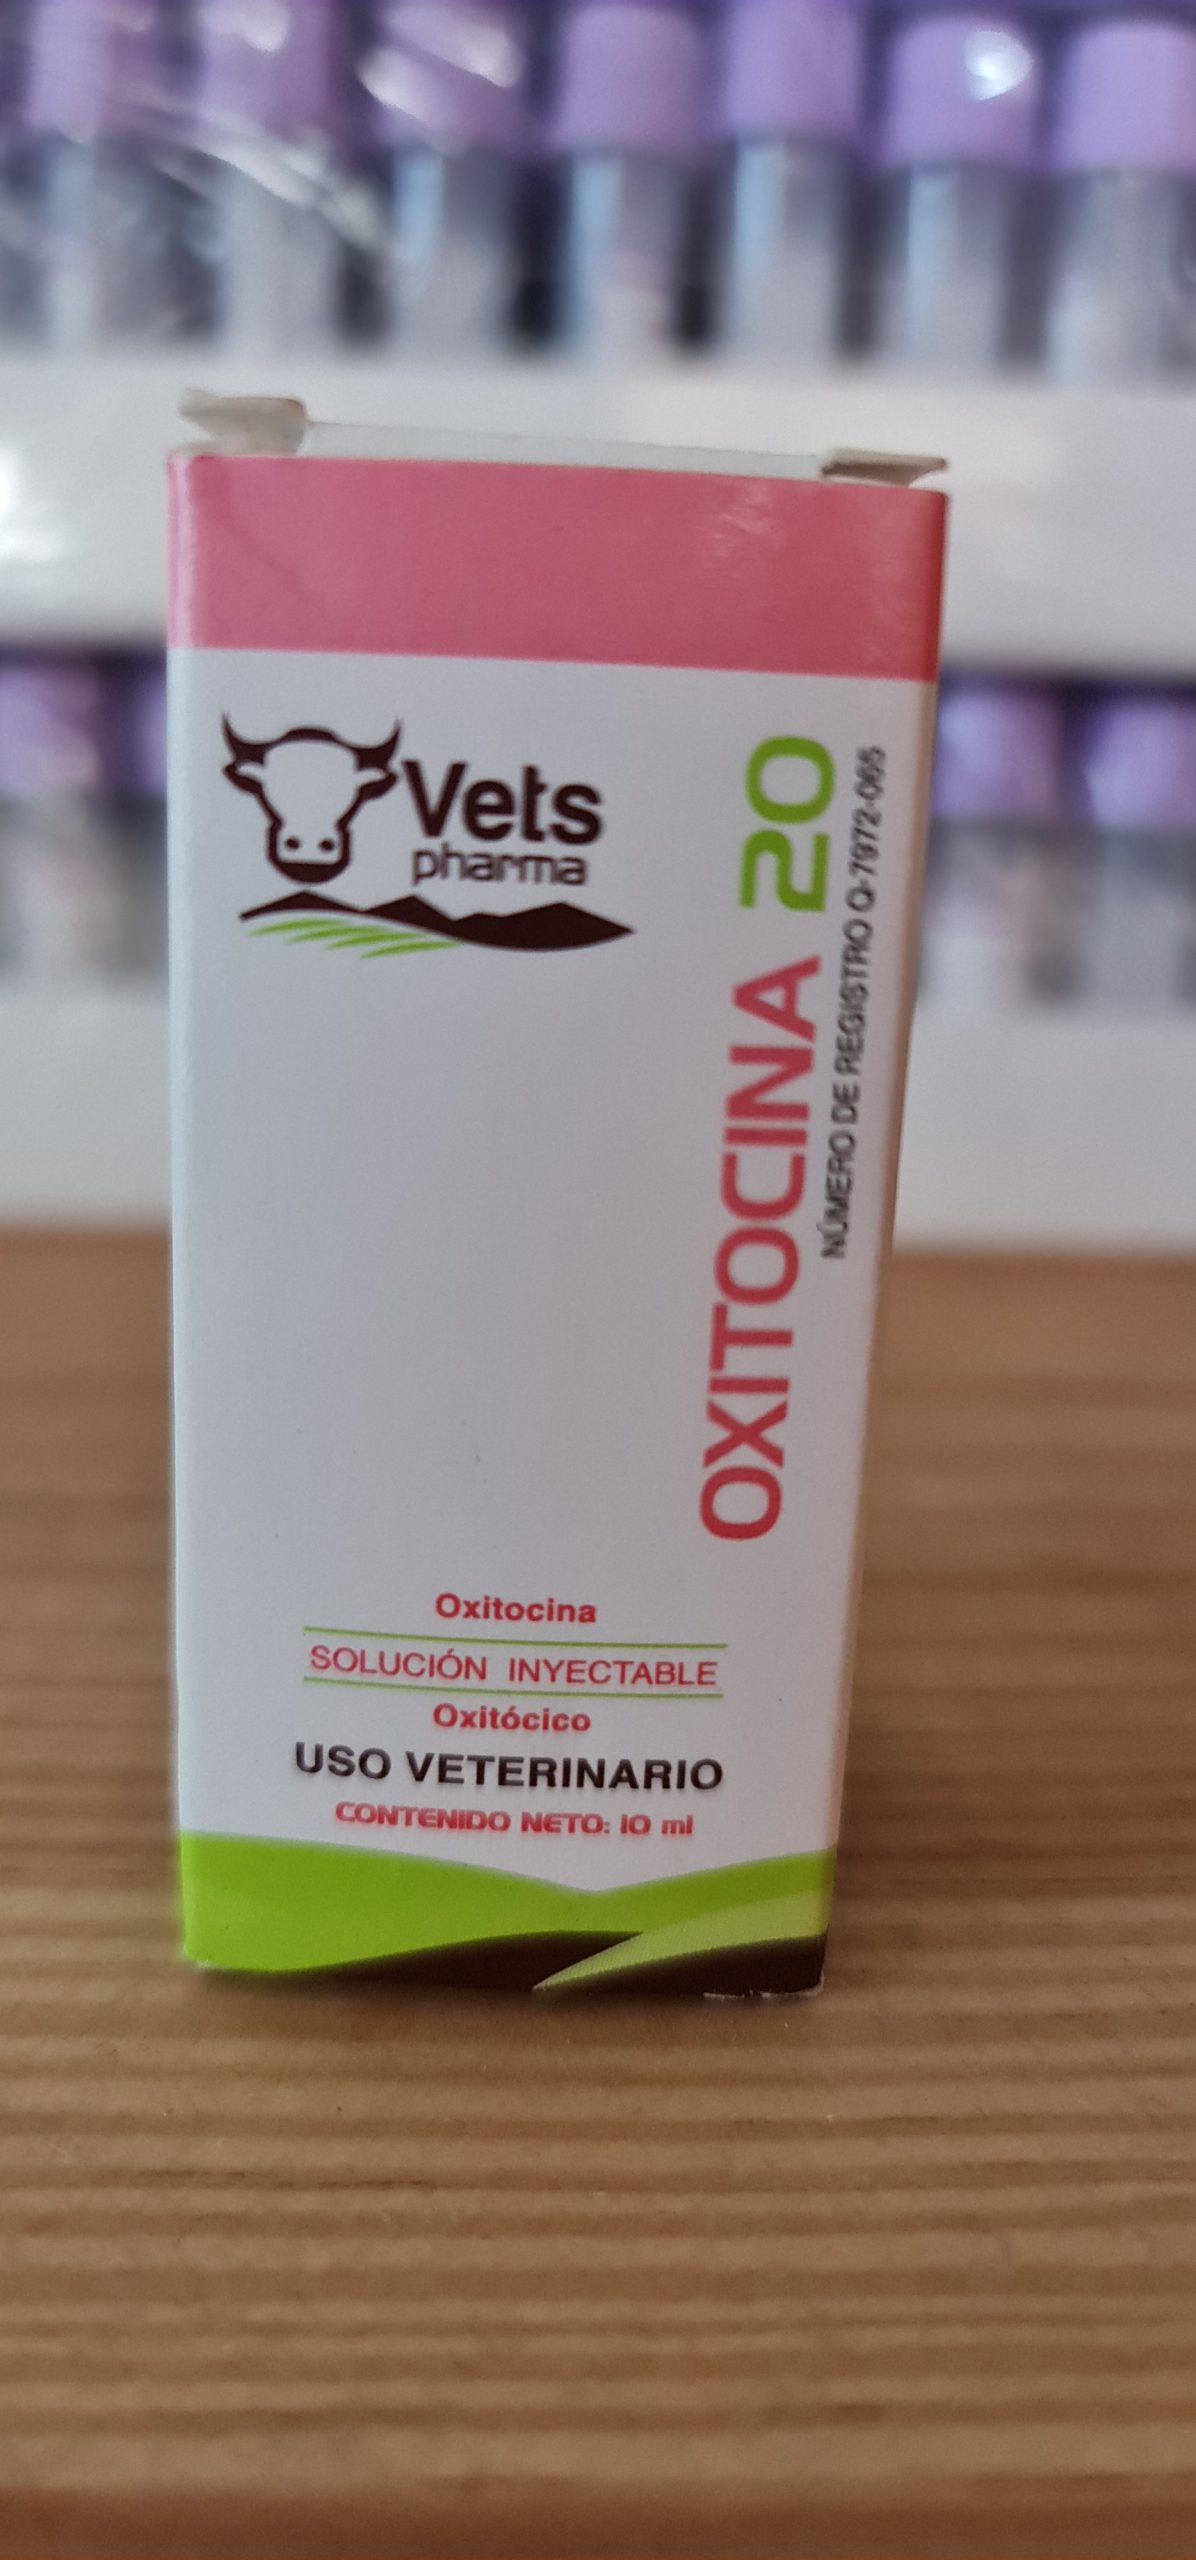 Vets
pharma
OXITOCINA 20
NÚMERO DE REGISTRO Q-7972-065
Oxitocina
SOLUCIÓN INYECTABLE
Oxitócico
USO VETERINARIO
CONTENIDO NETO: 10 ml